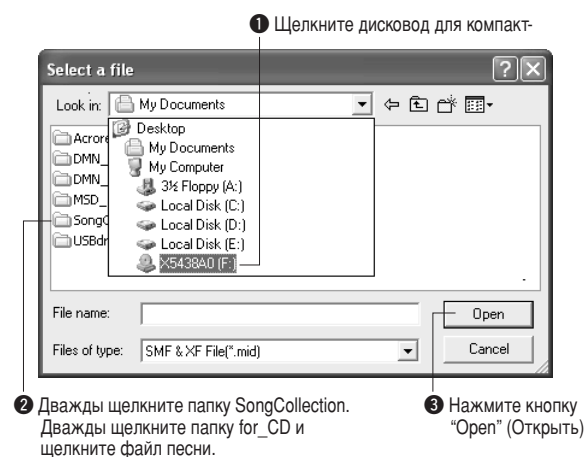 ❶ Щелкните дисковод для компакт-
Select a file
Look in: My Documents
Desktop
My Documents
My Computer
3½ Floppy (A:)
Local Disk (C:)
Local Disk (D:)
Local Disk (E:)
X5438A0 (F:)
Acrore
DMN_
DMN_
MSD_
SongC
USBdr
File name: Open
Files of type: SMF & XF File(*.mid) Cancel
❷ Дважды щелкните папку SongCollection.
Дважды щелкните папку for_CD и
щелкните файл песни.
❸ Нажмите кнопку
“Open” (Открыть)